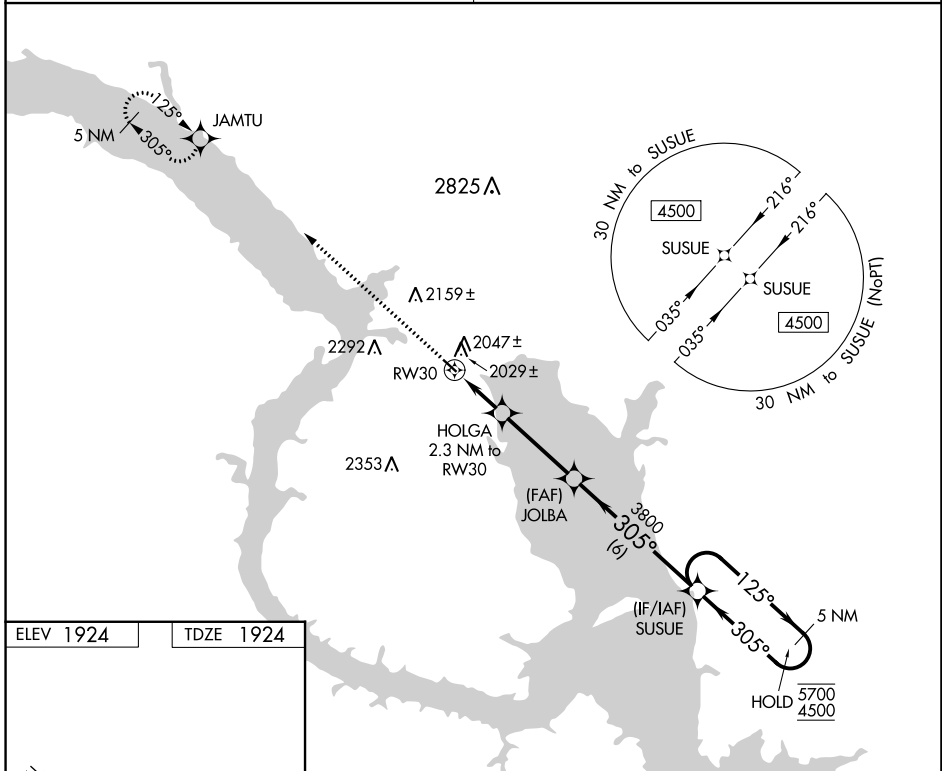 125°
JAMTU
5 NM
305°
2825
30 NM to SUSUE
4500
216°
216°
SUSUE
SUSUE
035°
4500
035°
30 NM to SUSUE (NoPT)
2159±
2292
2047±
RW30
2029±
HOLGA
2.3 NM to
RW30
2353
(FAF)
JOLBA
3800
305°
(6)
125°
(IF/IAF)
SUSUE
5 NM
305°
HOLD 5700
4500
ELEV 1924
TDZE 1924